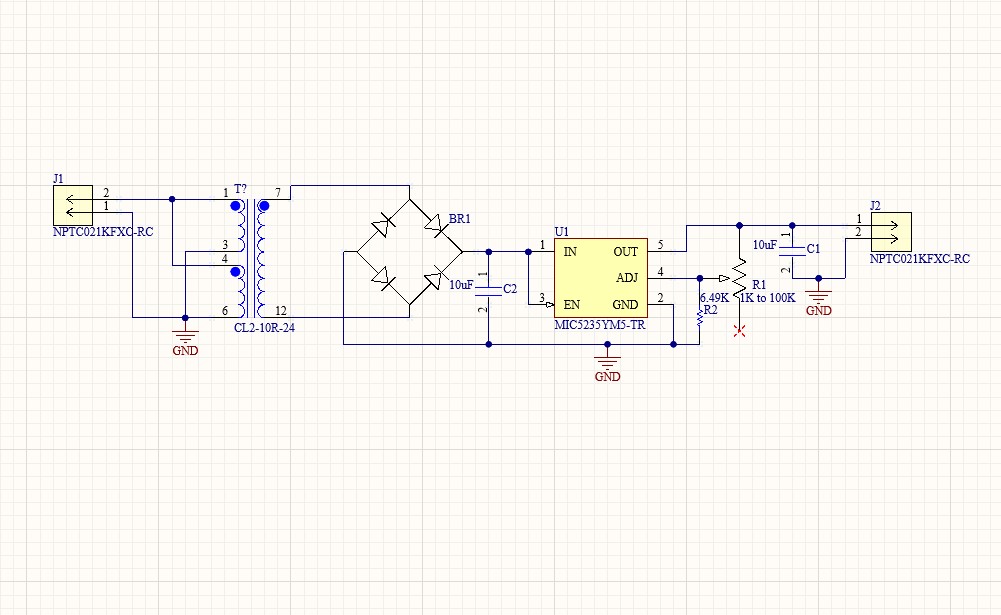 J1
2
1
NPTC021KFXC-RC
T?
1
7
3
4
6
12
CL2-10R-24
GND
BR1
10uF
1
C2
2
U1
1
IN
OUT
5
ADJ
4
3
EN
GND
2
MIC5235YM5-TR
GND
6.49K
R2
R1
1K to 100K
10uF
1
C1
2
GND
J2
1
2
NPTC021KFXC-RC